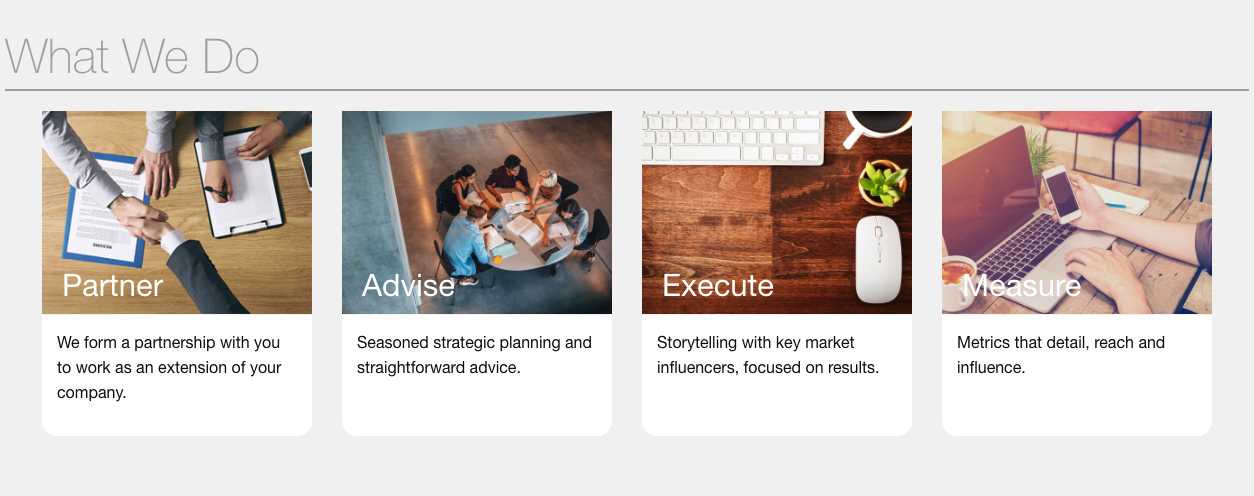 What We Do
Partner
We form a partnership with you
to work as an extension of your
company.
Advise
Seasoned strategic planning and
straightforward advice.
Execute
Storytelling with key market
influencers, focused on results.
Measure
Metrics that detail, reach and
influence.